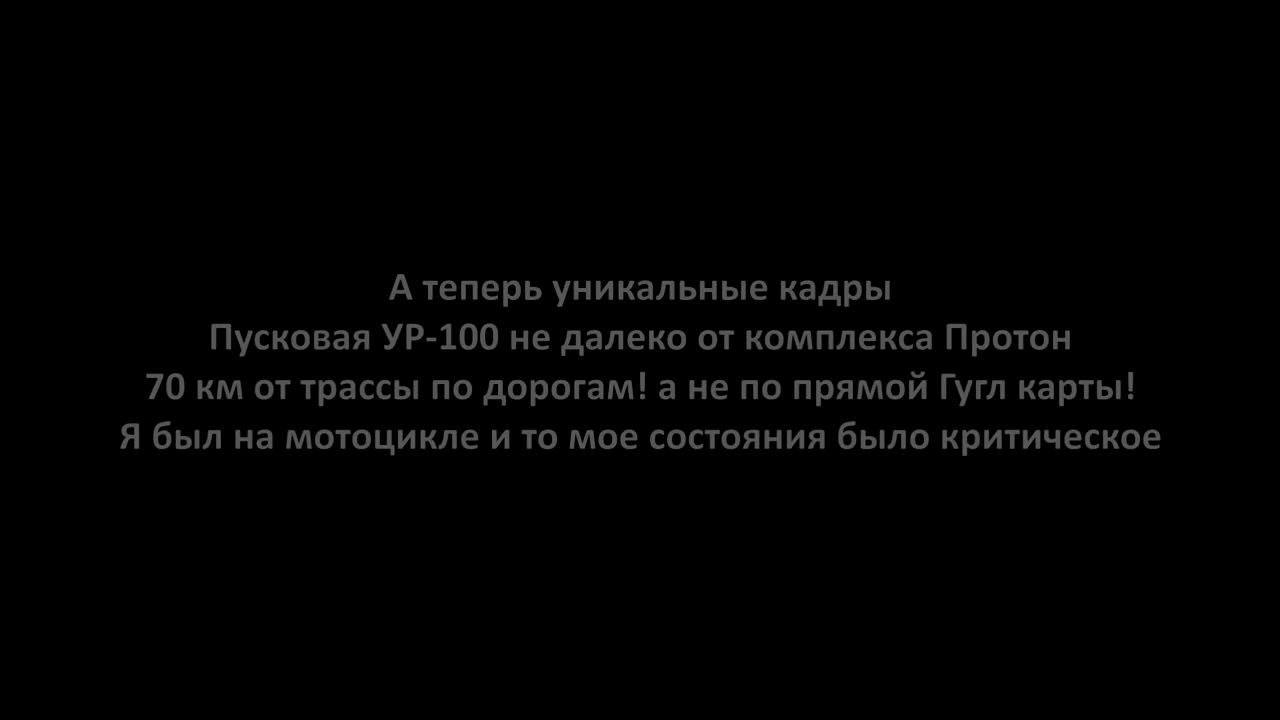 А теперь уникальные кадры
Пусковая УР-100 не далеко от комплекса Протон
70 км от трассы по дорогам! а не по прямой Гугл карты!
Я был на мотоцикле и то мое состояния было критическое